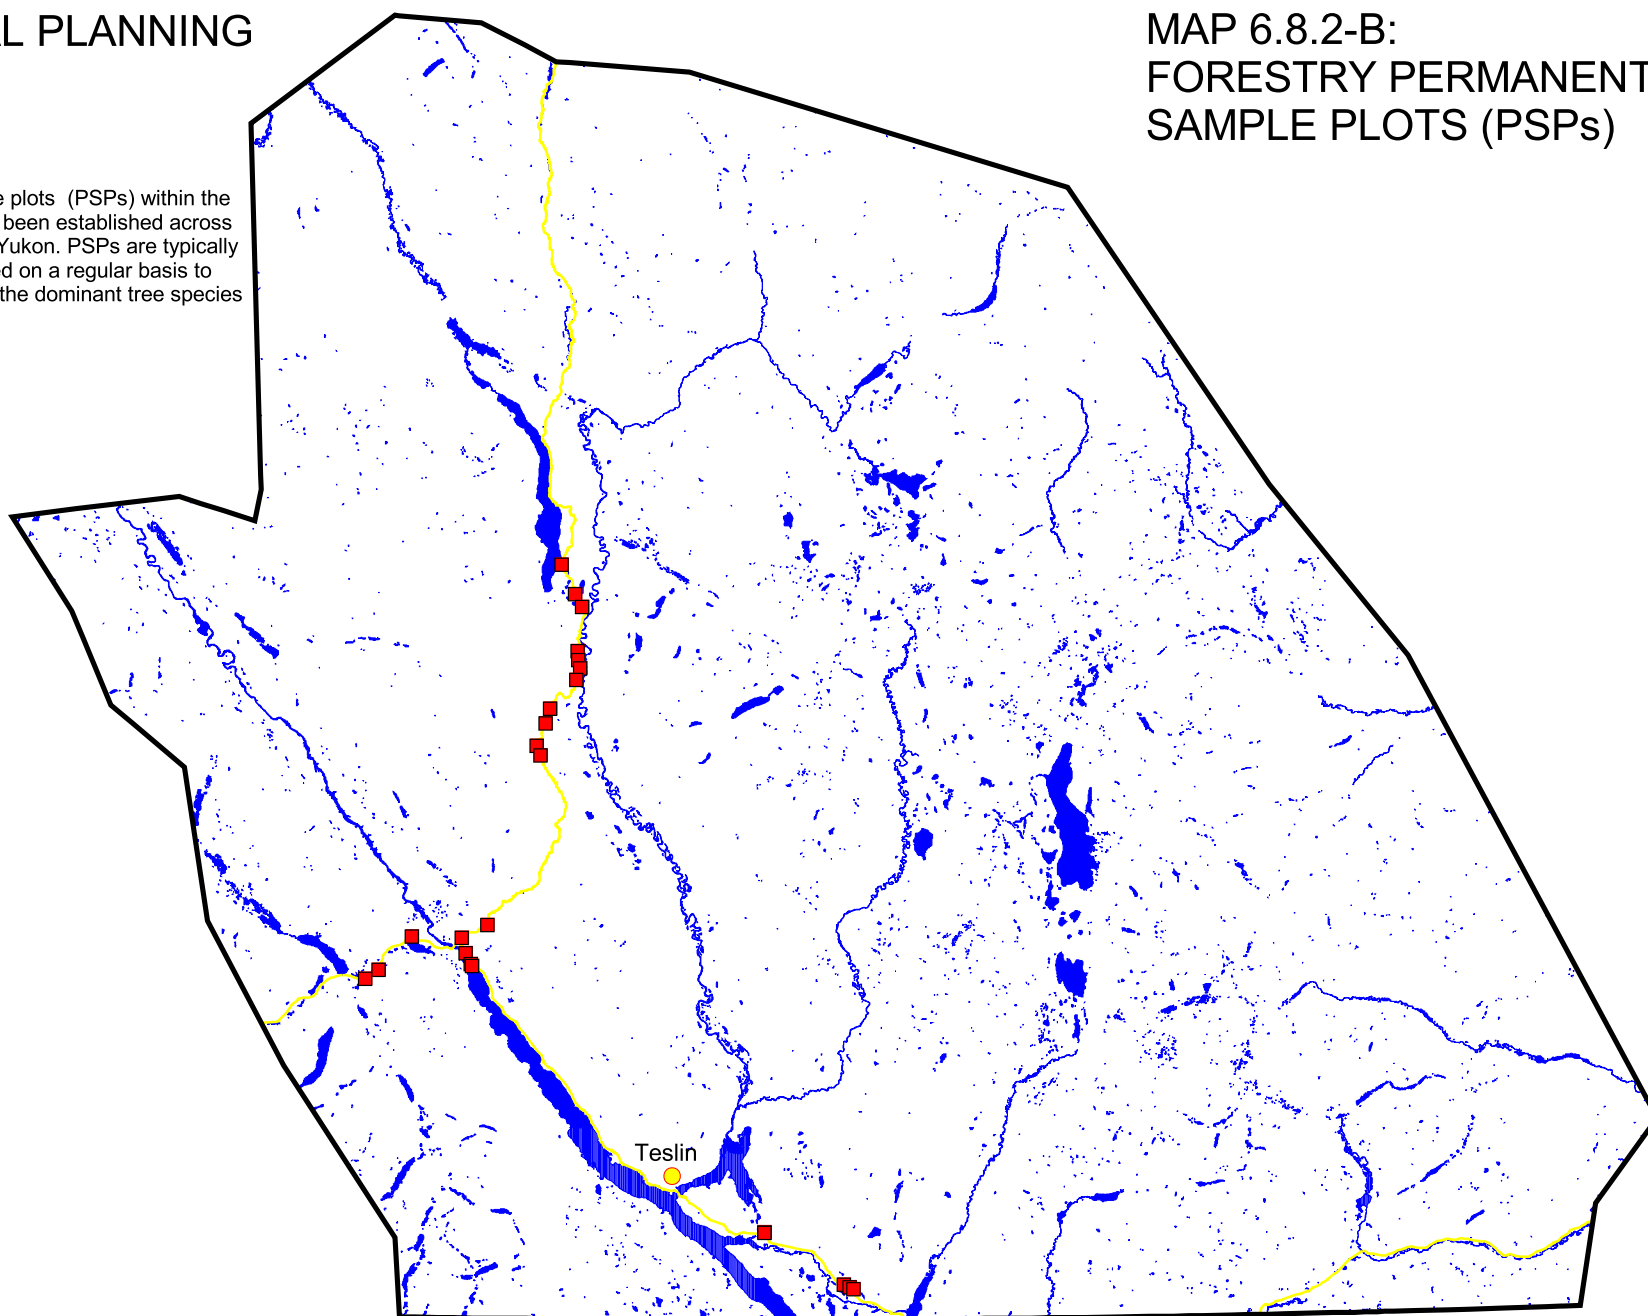 L PLANNING
MAP 6.8.2-B:
FORESTRY PERMANENT
SAMPLE PLOTS (PSPs)
plots (PSPs) within the
been established across
Yukon. PSPs are typically
on a regular basis to
the dominant tree species
Teslin